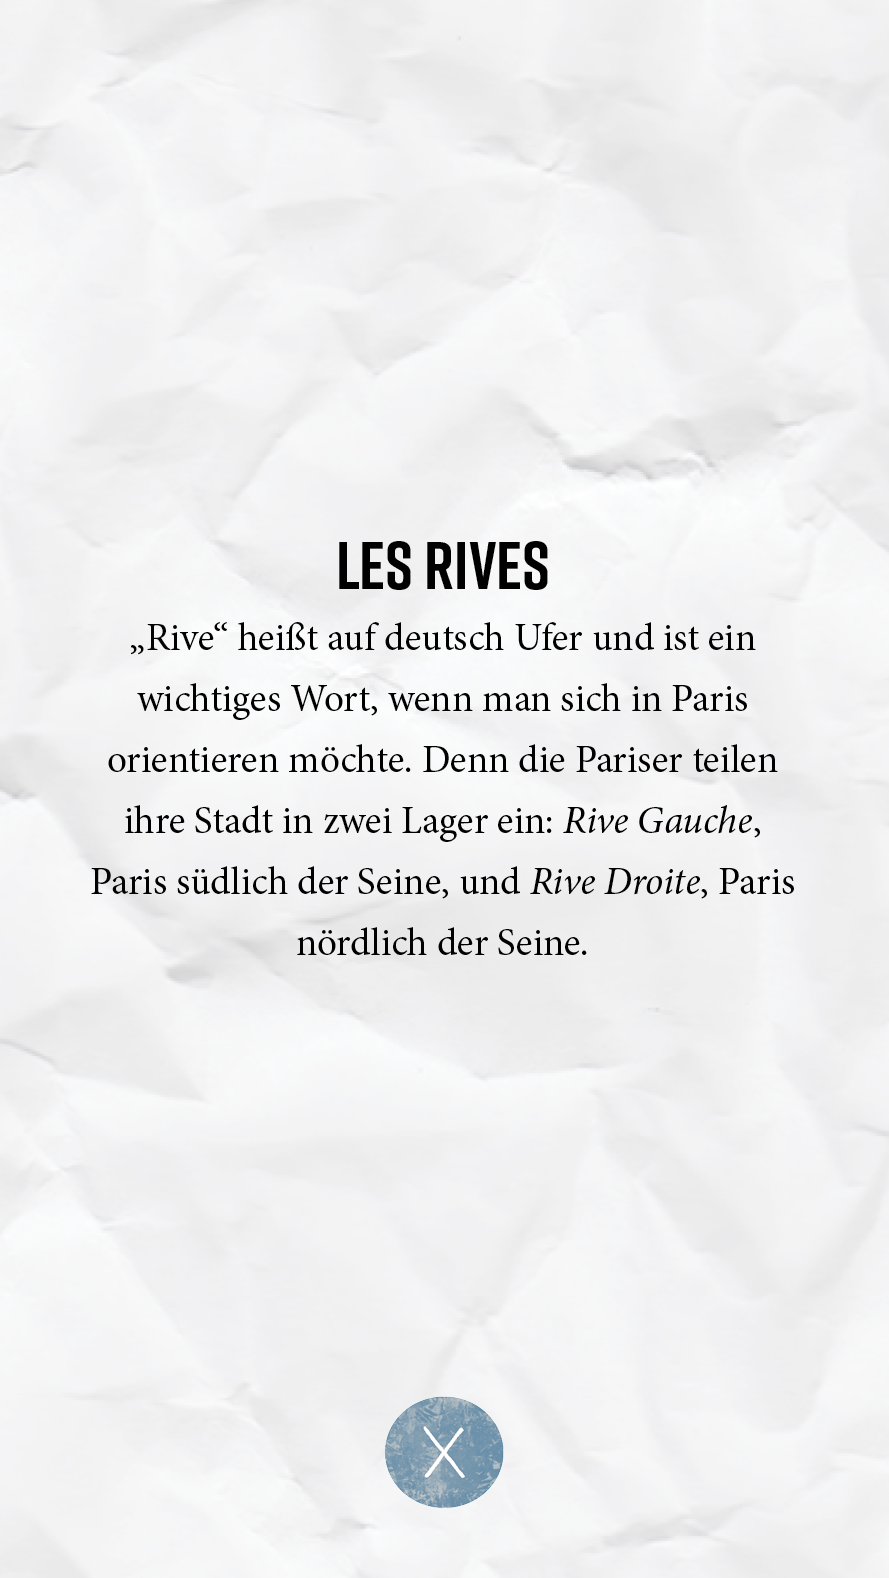 LES RIVES
„Rive“ heißt auf deutsch Ufer und ist ein
wichtiges Wort, wenn man sich in Paris
orientieren möchte. Denn die Pariser teilen
ihre Stadt in zwei Lager ein: Rive Gauche,
Paris südlich der Seine, und Rive Droite, Paris
nördlich der Seine.
X